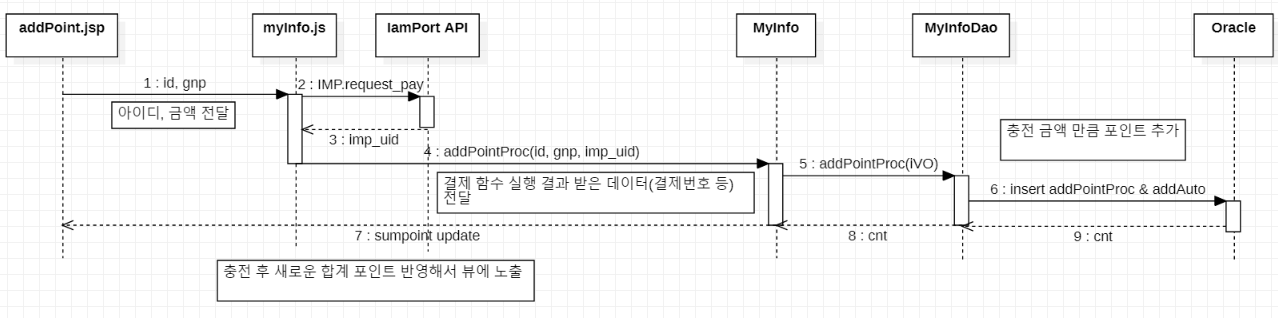 addPoint.jsp
myInfo.js
IamPort API
MyInfo
MyInfoDao
Oracle
1 : id, gnp
2 : IMP.request_pay
아이디, 금액 전달
3 : imp_uid
충전 금액 만큼 포인트 추가
4 : addPointProc(id, gnp, imp_uid)
5 : addPointProc(iVO)
결제 함수 실행 결과 받은 데이터(결제번호 등)
전달
6 : insert addPointProc & addAuto
7 : sumpoint update
8 : cnt
9 : cnt
충전 후 새로운 합계 포인트 반영해서 뷰에 노출